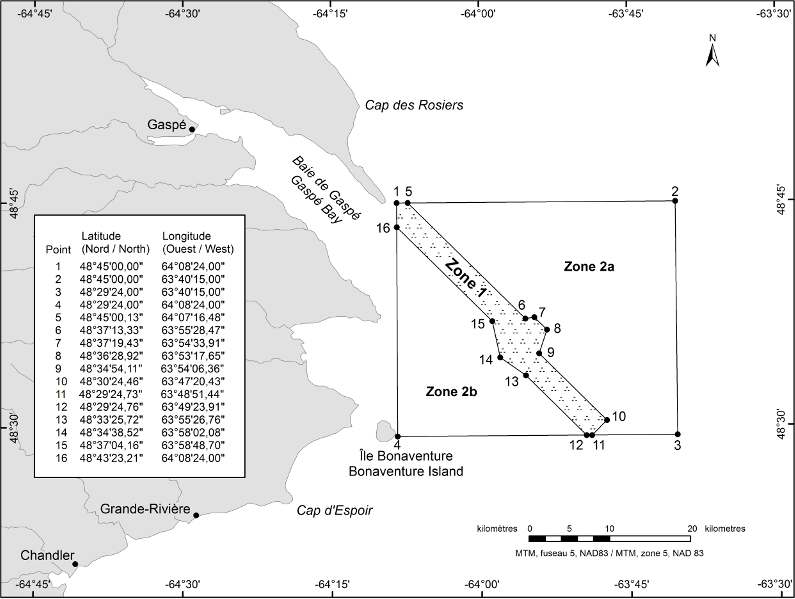 -64°45' -64°30' -64°15' -64°00' -63°45' -63°30'
N
Cap des Rosiers
Gaspé
Baie de Gaspé
Gaspé Bay
48°45' 48°45'
1 5 2
16
Zone 1
Zone 2a
6 7
8
15
9
14
13
Zone 2b
10
4 12 11 3
48°30' 48°30'
Latitude Longitude
Point (Nord / North) (Ouest / West)
1 48°45'00,00" 64°08'24,00"
2 48°45'00,00" 63°40'15,00"
3 48°29'24,00" 63°40'15,00"
4 48°29'24,00" 64°08'24,00"
5 48°45'00,13" 64°07'16,48"
6 48°37'13,33" 63°55'28,47"
7 48°37'19,43" 63°54'33,91"
8 48°36'28,92" 63°53'17,65"
9 48°34'54,11" 63°54'06,36"
10 48°30'24,46" 63°47'20,43"
11 48°29'24,73" 63°48'51,44"
12 48°29'24,76" 63°49'23,91"
13 48°33'25,72" 63°55'26,76"
14 48°34'38,52" 63°58'02,08"
15 48°37'04,16" 63°58'48,70"
16 48°43'23,21" 64°08'24,00"
Île Bonaventure
Bonaventure Island
Grande-Rivière
Cap d'Espoir
Chandler
kilomètres 0 5 10 20 kilometres
MTM, fuseau 5, NAD83 / MTM, zone 5, NAD 83
-64°45' -64°30' -64°15' -64°00' -63°45' -63°30'